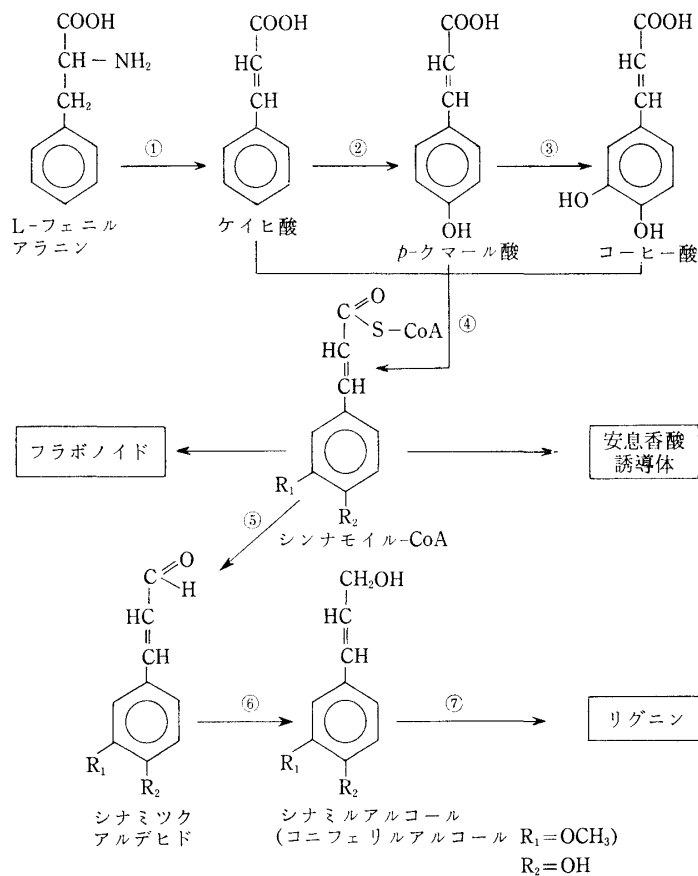 COOH
CH－NH₂
CH₂
①
L-フェニル
アラニン
COOH
HC
CH
②
ケイヒ酸
COOH
HC
CH
OH
③
p-クマール酸
COOH
HC
CH
HO
OH
コーヒー酸
④
C
O
S－CoA
HC
CH
R₁
R₂
シンナモイル-CoA
フラボノイド
安息香酸
誘導体
⑤
C
O
H
HC
CH
R₁
R₂
シナミツク
アルデヒド
⑥
CH₂OH
HC
CH
R₁
R₂
シナミルアルコール
(コニフェリルアルコール R₁=OCH₃)
R₂=OH
⑦
リグニン